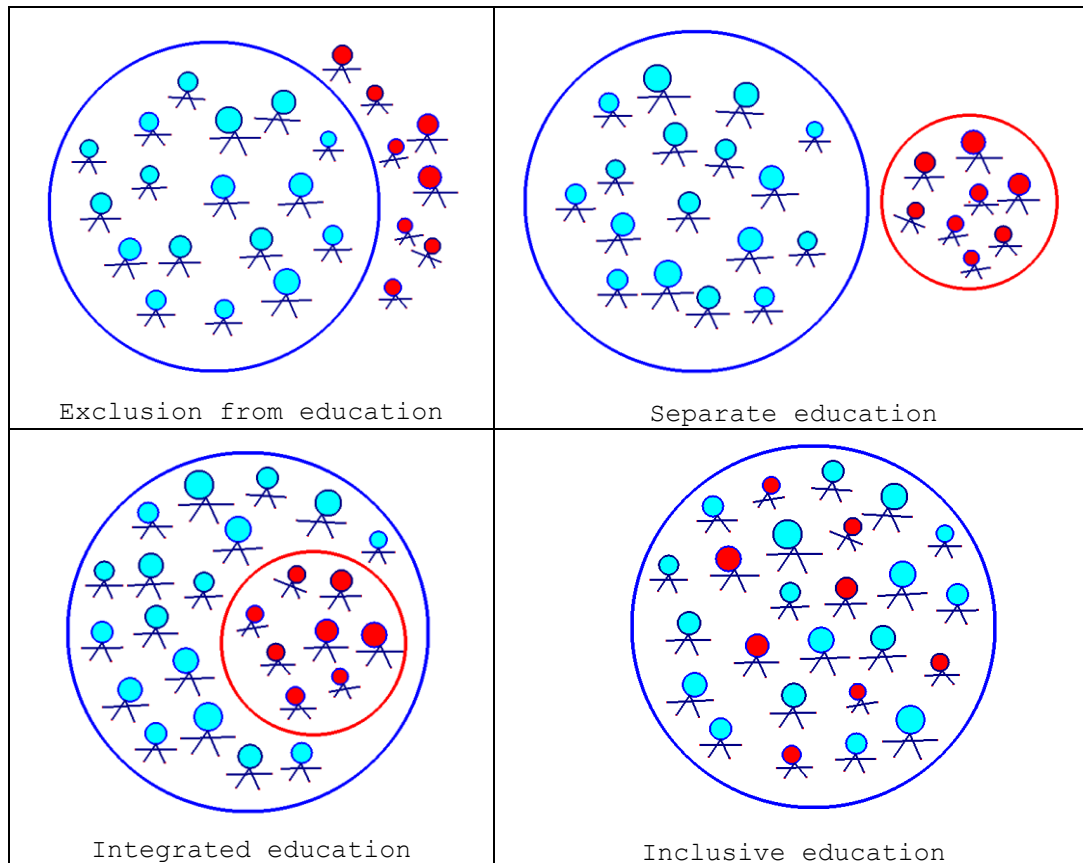 Exclusion from education
Separate education
Integrated education
Inclusive education